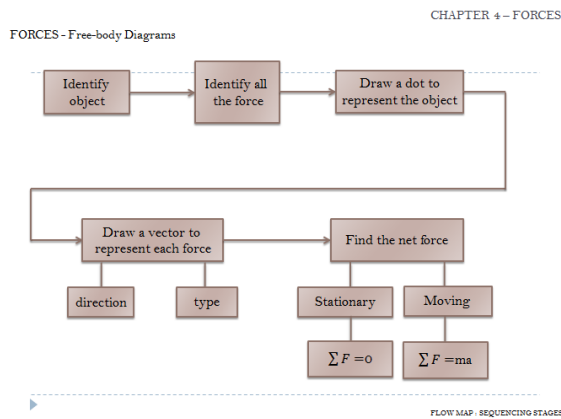 CHAPTER 4 – FORCES
FORCES - Free-body Diagrams
Identify
object
Identify all
the force
Draw a dot to
represent the object
Draw a vector to
represent each force
Find the net force
direction
type
Stationary
Moving
∑ F =0
∑ F =ma
FLOW MAP : SEQUENCING STAGES